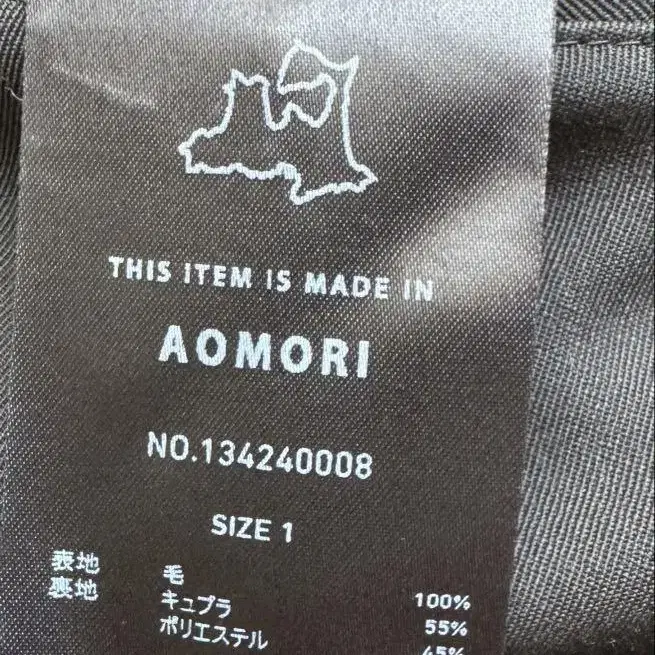 THIS ITEM IS MADE IN
AOMORI
NO.134240008
SIZE 1
表地 毛 100%
裏地 キュプラ 55%
ポリエステル 45%